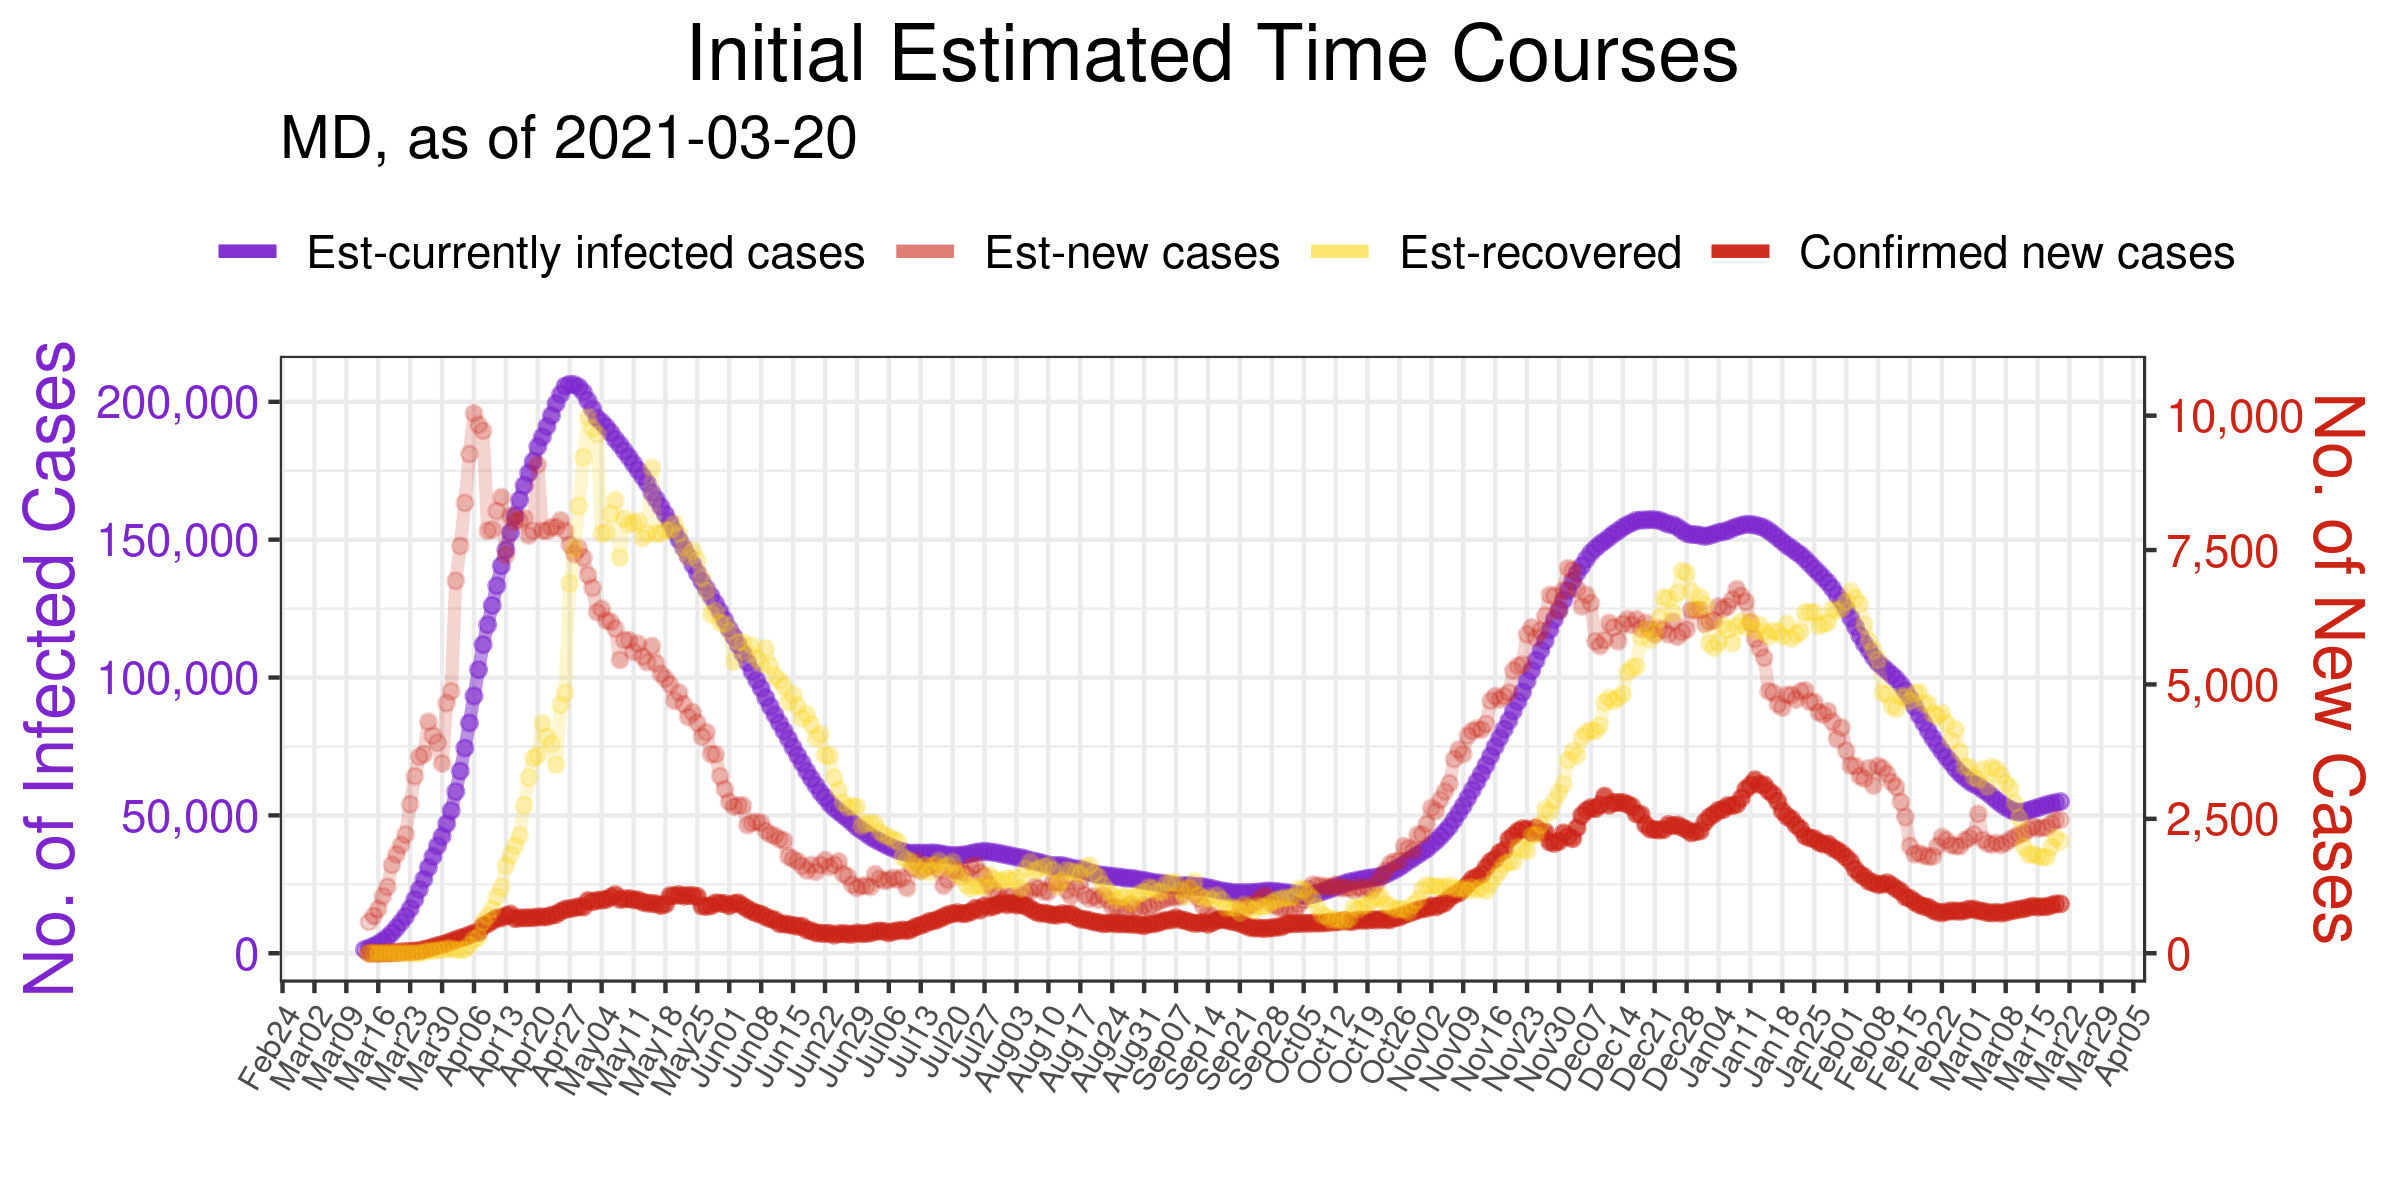 Initial Estimated Time Courses
MD, as of 2021-03-20
Est-currently infected cases Est-new cases Est-recovered Confirmed new cases
No. of Infected Cases
200,000
150,000
100,000
50,000
0
10,000
7,500
5,000
2,500
0
No. of New Cases
Feb24 Mar02 Mar09 Mar16 Mar23 Mar30 Apr06 Apr13 Apr20 Apr27 May04 May11 May18 May25 Jun01 Jun08 Jun15 Jun22 Jun29 Jul06 Jul13 Jul20 Jul27 Aug03 Aug10 Aug17 Aug24 Aug31 Sep07 Sep14 Sep21 Sep28 Oct05 Oct12 Oct19 Oct26 Nov02 Nov09 Nov16 Nov23 Nov30 Dec07 Dec14 Dec21 Dec28 Jan04 Jan11 Jan18 Jan25 Feb01 Feb08 Feb15 Feb22 Mar01 Mar08 Mar15 Mar22 Mar29 Apr05